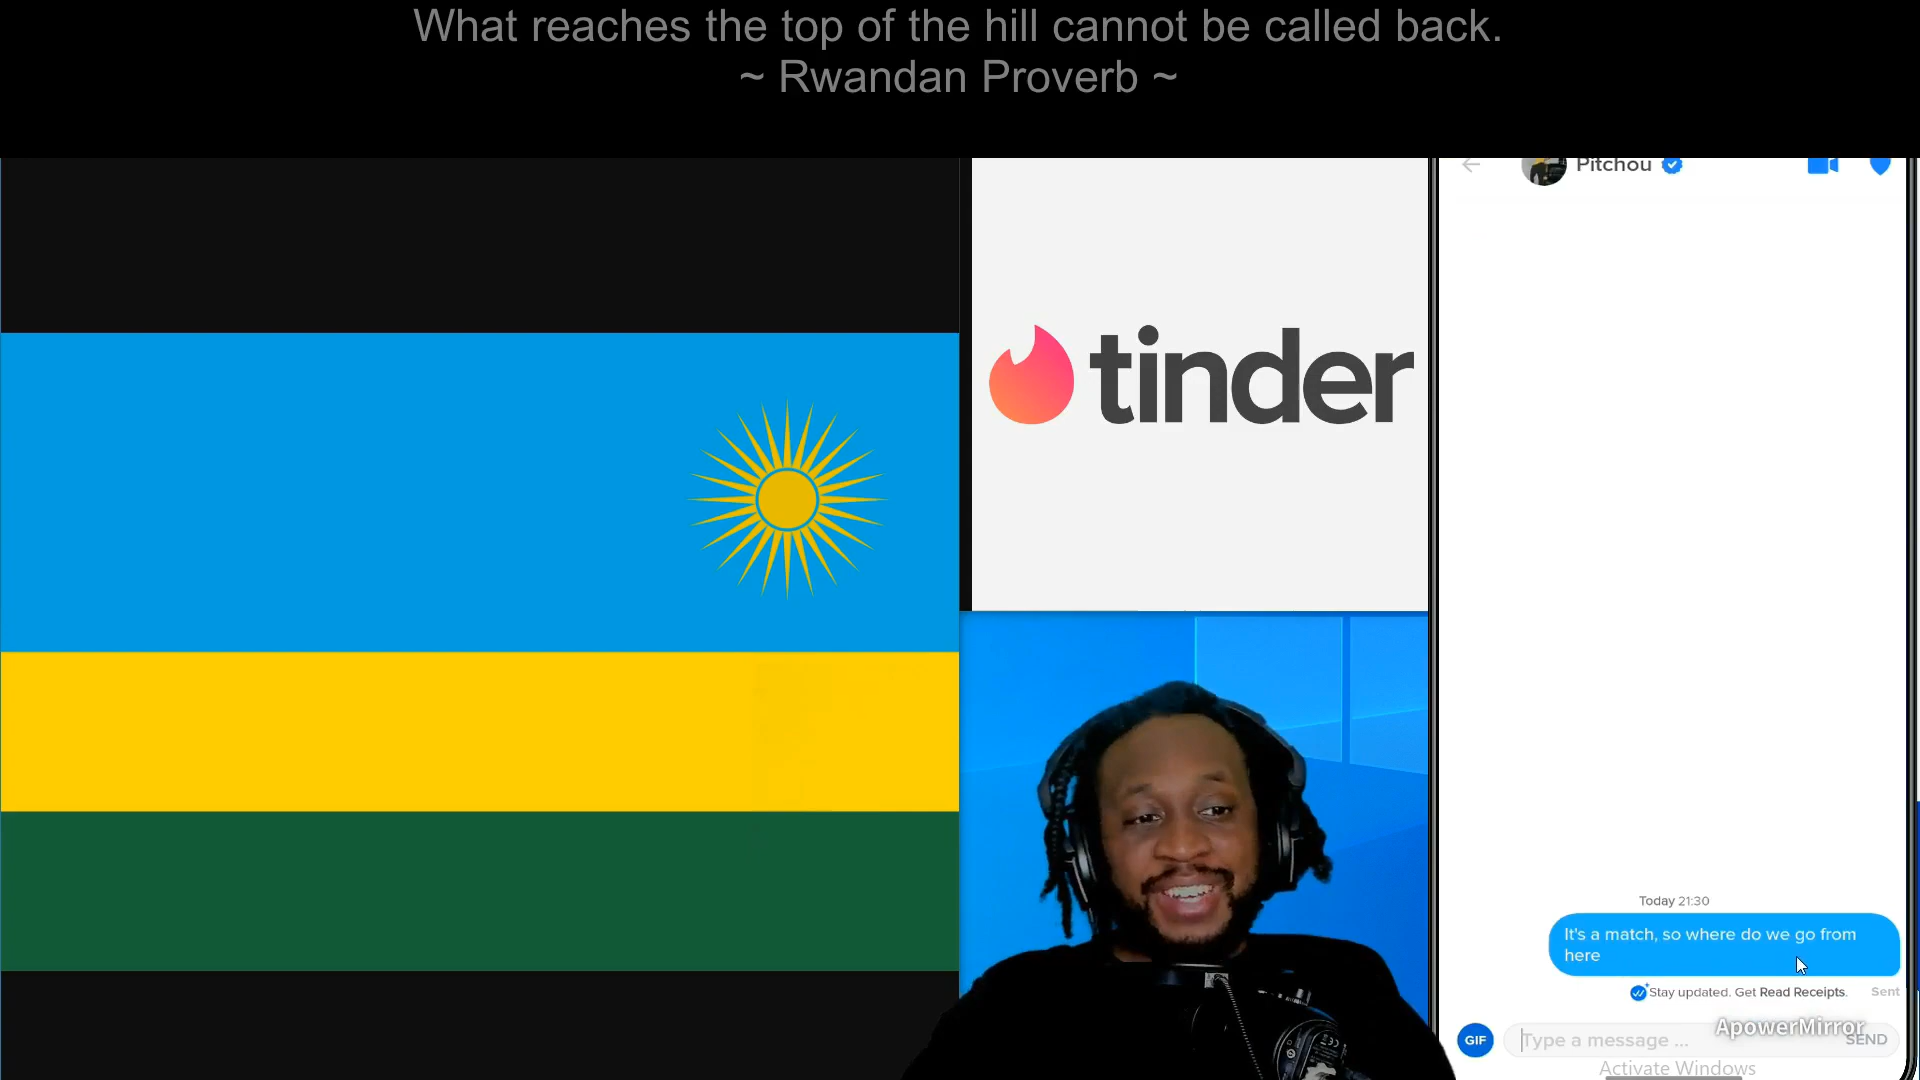 What reaches the top of the hill cannot be called back.
~ Rwandan Proverb ~
Pitchou
tinder
Today 21:30
It's a match, so where do we go from
here
Stay updated. Get Read Receipts. Sent
ApowerMirror
GIF Type a message ... SEND
Activate Windows